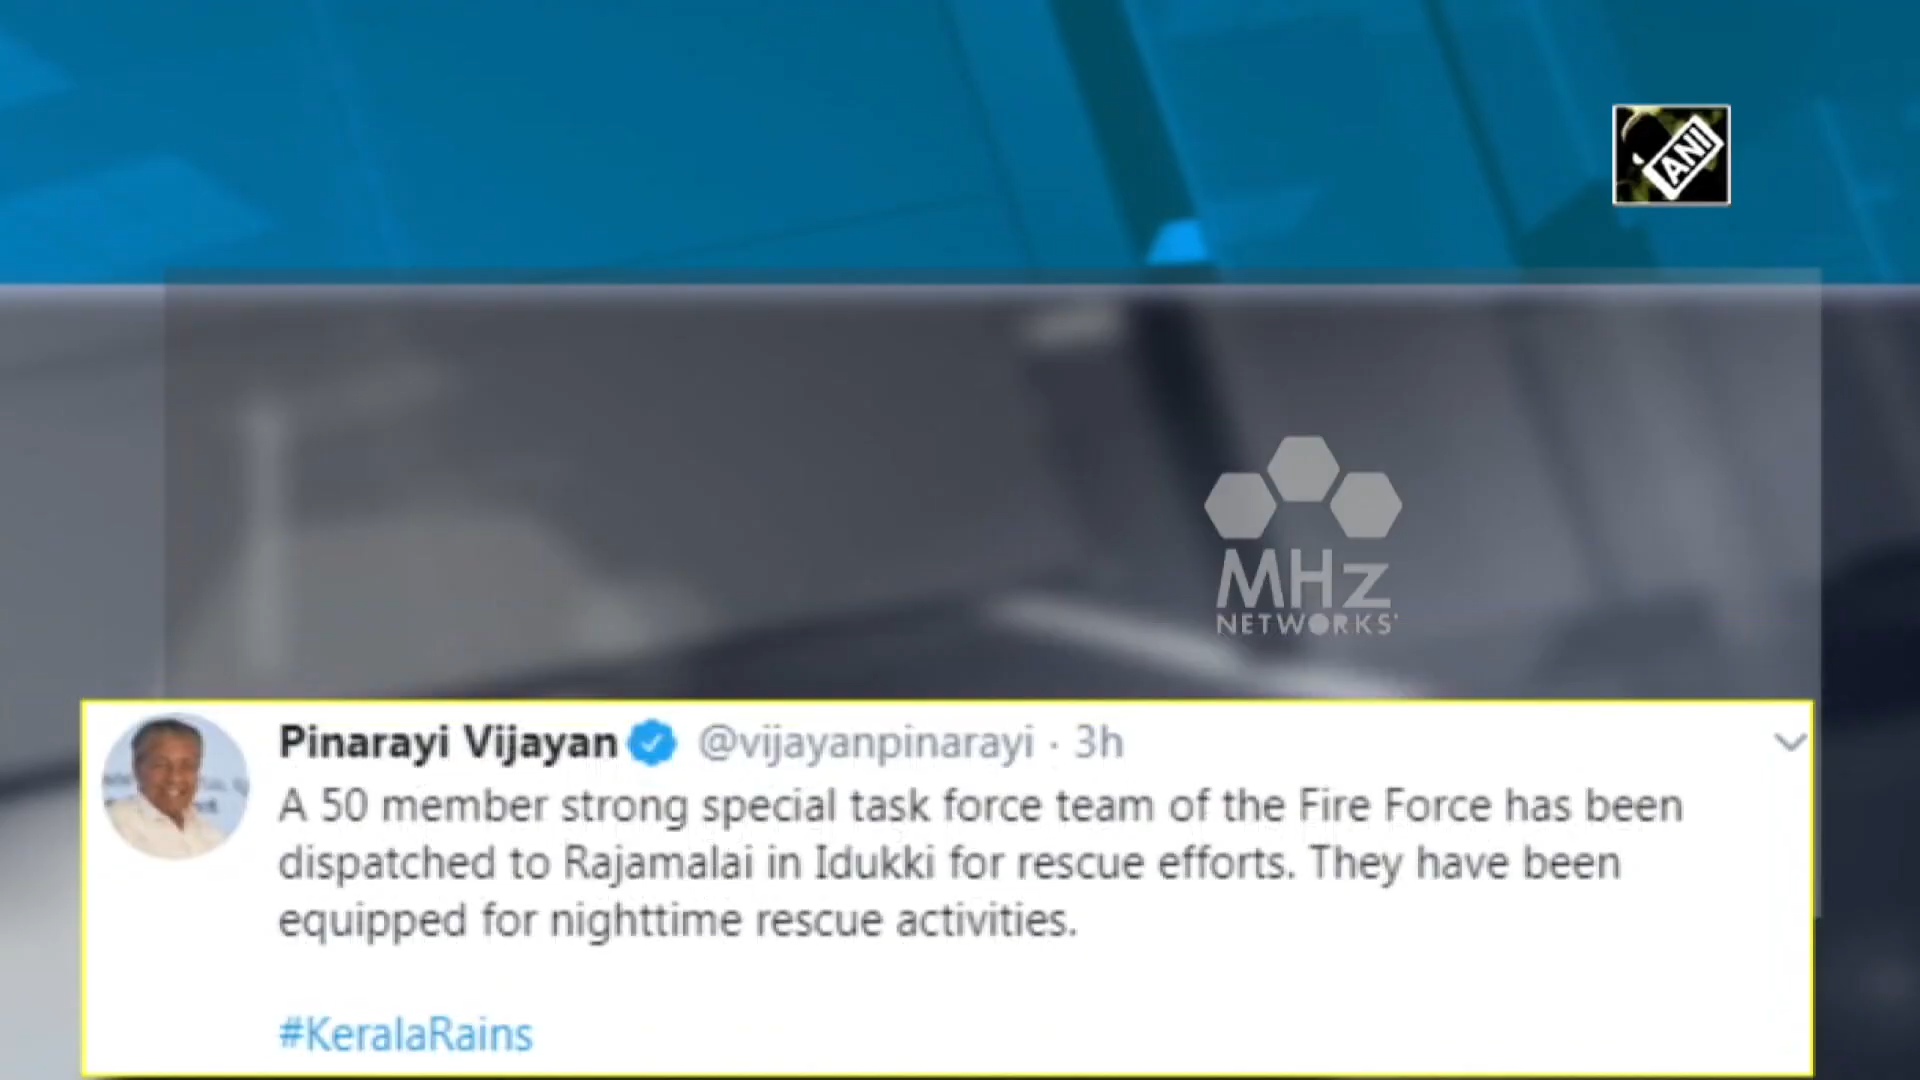 ANI
MHz
NETWORKS
Pinarayi Vijayan @vijayanpinarayi · 3h
A 50 member strong special task force team of the Fire Force has been
dispatched to Rajamalai in Idukki for rescue efforts. They have been
equipped for nighttime rescue activities.
#KeralaRains